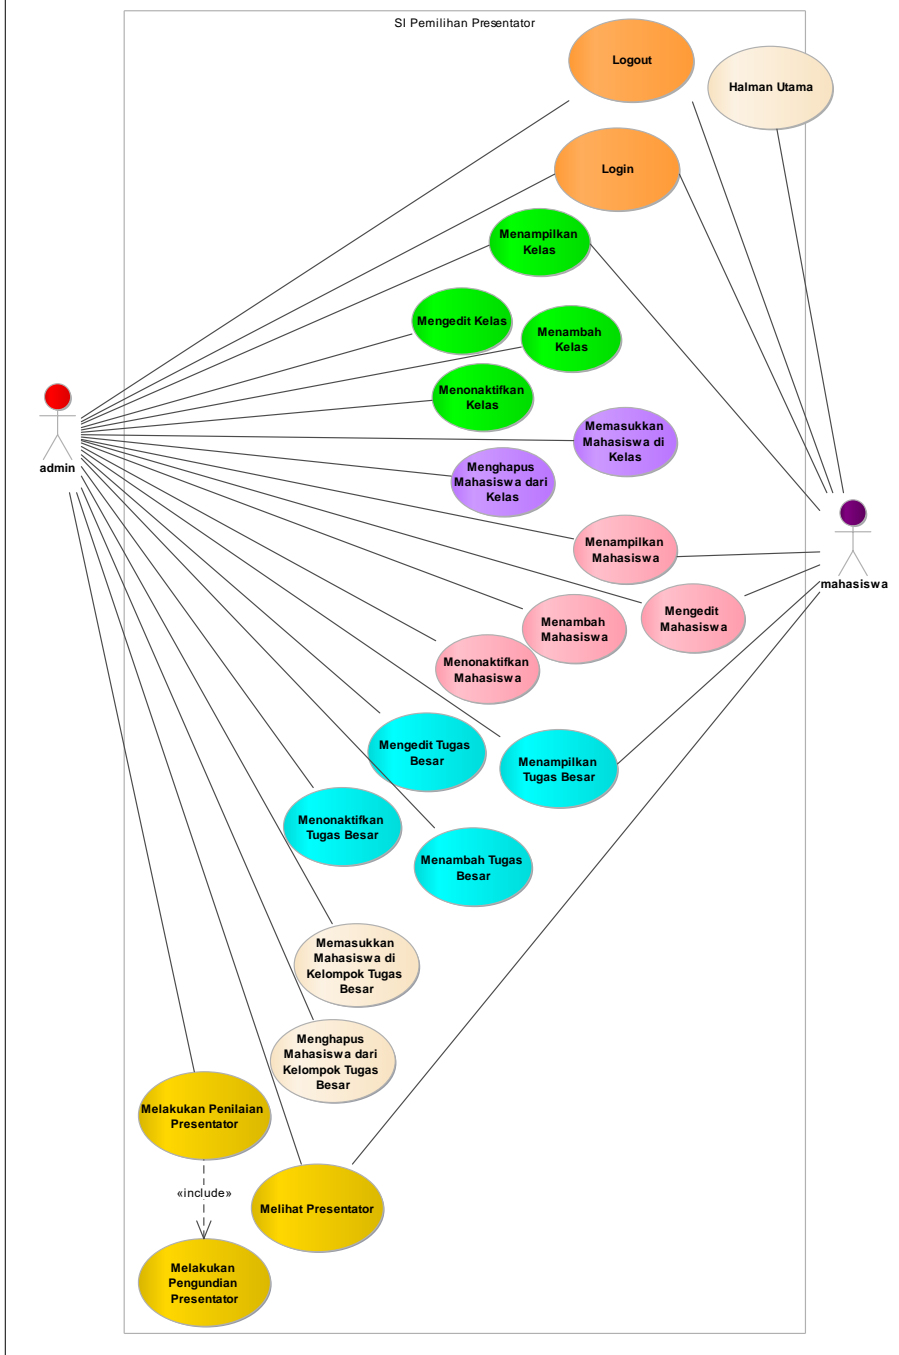 SI Pemilihan Presentator
Logout
Halman Utama
Login
Menampilkan
Kelas
Mengedit Kelas
Menambah
Kelas
Menonaktifkan
Kelas
admin
Memasukkan
Mahasiswa di
Kelas
Menghapus
Mahasiswa dari
Kelas
Menampilkan
Mahasiswa
mahasiswa
Mengedit
Mahasiswa
Menambah
Mahasiswa
Menonaktifkan
Mahasiswa
Mengedit Tugas
Besar
Menampilkan
Tugas Besar
Menonaktifkan
Tugas Besar
Menambah Tugas
Besar
Memasukkan
Mahasiswa di
Kelompok Tugas
Besar
Menghapus
Mahasiswa dari
Kelompok Tugas
Besar
Melakukan Penilaian
Presentator
«include»
Melihat Presentator
Melakukan
Pengundian
Presentator